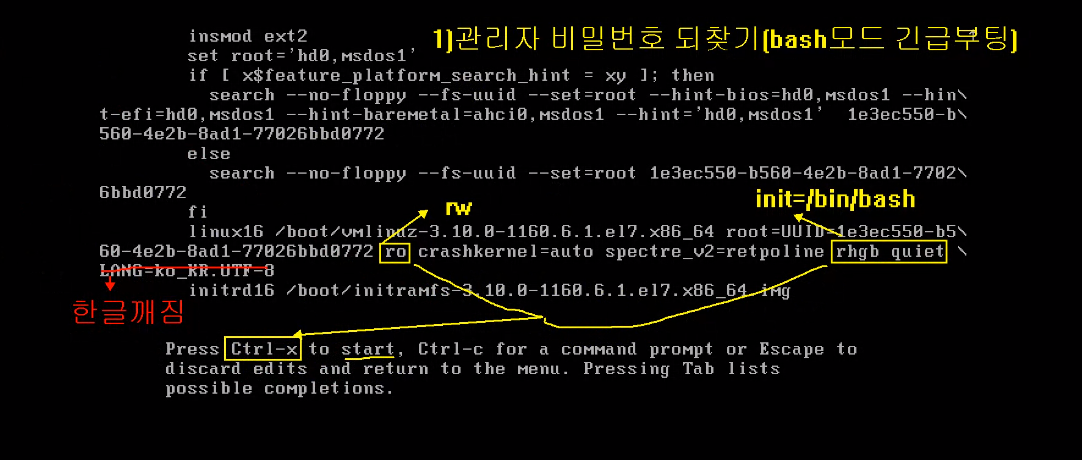 insmod ext2
1)관리자 비밀번호 되찾기(bash모드 긴급부팅)
set root='hd0,msdos1'
if [ x$feature_platform_search_hint = xy ]; then
search --no-floppy --fs-uuid --set=root --hint-bios=hd0,msdos1 --hin\
t-efi=hd0,msdos1 --hint-baremetal=ahci0,msdos1 --hint='hd0,msdos1' 1e3ec550-b\
560-4e2b-8ad1-77026bbd0772
else
search --no-floppy --fs-uuid --set=root 1e3ec550-b560-4e2b-8ad1-7702\
6bbd0772
fi
rw
init=/bin/bash
linux16 /boot/vmlinuz-3.10.0-1160.6.1.el7.x86_64 root=UUID=1e3ec550-b5\
60-4e2b-8ad1-77026bbd0772 ro crashkernel=auto spectre_v2=retpoline rhgb quiet \
LANG=ko_KR.UTF-8
initrd16 /boot/initramfs-3.10.0-1160.6.1.el7.x86_64.img
한글깨짐
Press Ctrl-x to start, Ctrl-c for a command prompt or Escape to
discard edits and return to the menu. Pressing Tab lists
possible completions.